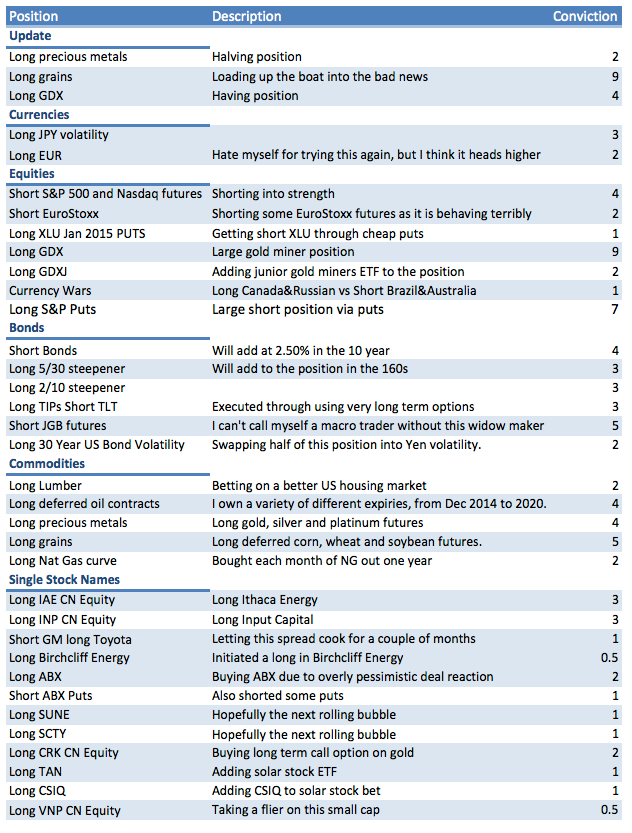 Position Description Conviction
Update
Long precious metals Halving position 2
Long grains Loading up the boat into the bad news 9
Long GDX Having position 4
Currencies
Long JPY volatility 3
Long EUR Hate myself for trying this again, but I think it heads higher 2
Equities
Short S&P 500 and Nasdaq futures Shorting into strength 4
Short EuroStoxx Shorting some EuroStoxx futures as it is behaving terribly 2
Long XLU Jan 2015 PUTS Getting short XLU through cheap puts 1
Long GDX Large gold miner position 9
Long GDXJ Adding junior gold miners ETF to the position 2
Currency Wars Long Canada&Russian vs Short Brazil&Australia 1
Long S&P Puts Large short position via puts 7
Bonds
Short Bonds Will add at 2.50% in the 10 year 4
Long 5/30 steepener Will add to the position in the 160s 3
Long 2/10 steepener 3
Long TIPs Short TLT Executed through using very long term options 3
Short JGB futures I can't call myself a macro trader without this widow maker 5
Long 30 Year US Bond Volatility Swapping half of this position into Yen volatility. 2
Commodities
Long Lumber Betting on a better US housing market 2
Long deferred oil contracts I own a variety of different expiries, from Dec 2014 to 2020. 4
Long precious metals Long gold, silver and platinum futures 4
Long grains Long deferred corn, wheat and soybean futures. 5
Long Nat Gas curve Bought each month of NG out one year 2
Single Stock Names
Long IAE CN Equity Long Ithaca Energy 3
Long INP CN Equity Long Input Capital 3
Short GM long Toyota Letting this spread cook for a couple of months 1
Long Birchcliff Energy Initiated a long in Birchcliff Energy 0.5
Long ABX Buying ABX due to overly pessimistic deal reaction 2
Short ABX Puts Also shorted some puts 1
Long SUNE Hopefully the next rolling bubble 1
Long SCTY Hopefully the next rolling bubble 1
Long CRK CN Equity Buying long term call option on gold 2
Long TAN Adding solar stock ETF 1
Long CSIQ Adding CSIQ to solar stock bet 1
Long VNP CN Equity Taking a flier on this small cap 0.5